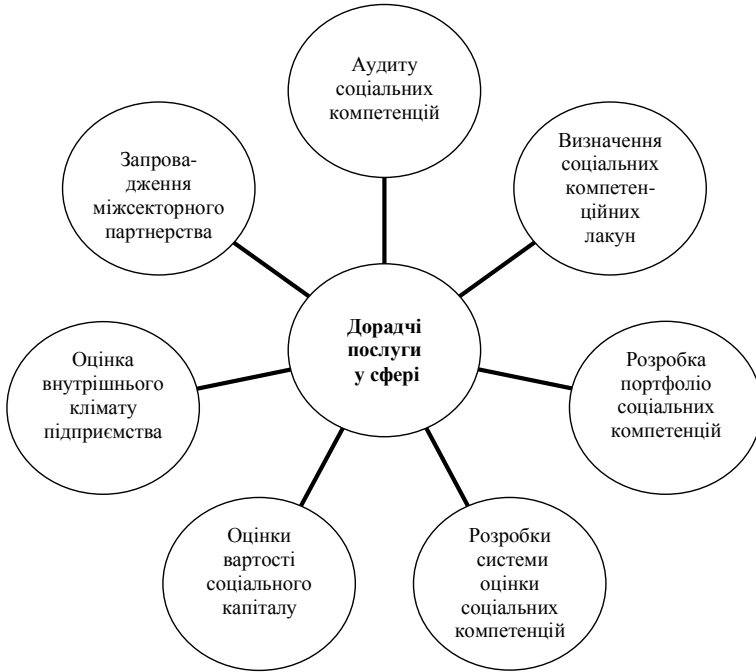 Аудиту
соціальних
компетенцій
Визначення
соціальних
компетен-
ційних
лакун
Розробка
портфоліо
соціальних
компетенцій
Розробки
системи
оцінки
соціальних
компетенцій
Оцінки
вартості
соціального
капіталу
Оцінка
внутрішнього
клімату
підприємства
Запрова-
дження
міжсекторного
партнерства
Дорадчі
послуги
у сфері